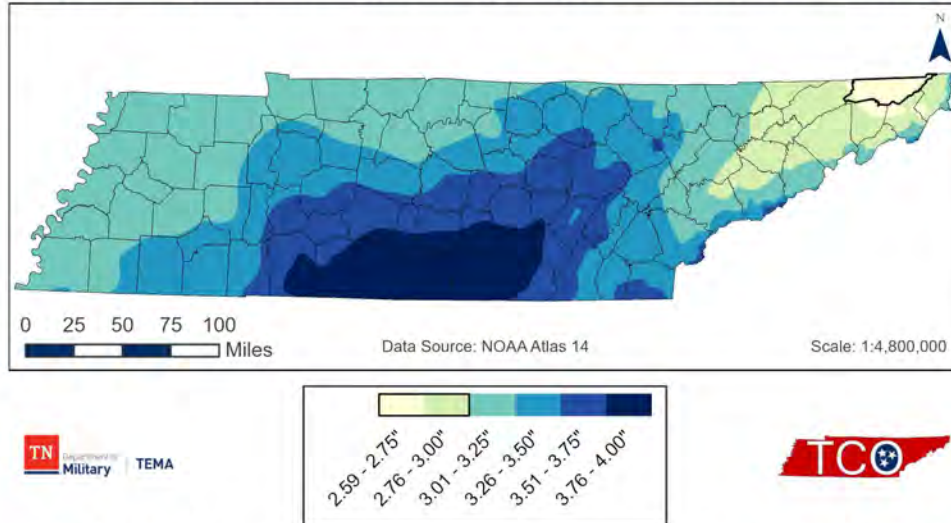 N
0 25 50 75 100
Miles
Data Source: NOAA Atlas 14
Scale: 1:4,800,000
2.59 - 2.75"
2.76 - 3.00"
3.01 - 3.25"
3.26 - 3.50"
3.51 - 3.75"
3.76 - 4.00"
TN
Department of
Military
TEMA
TCO